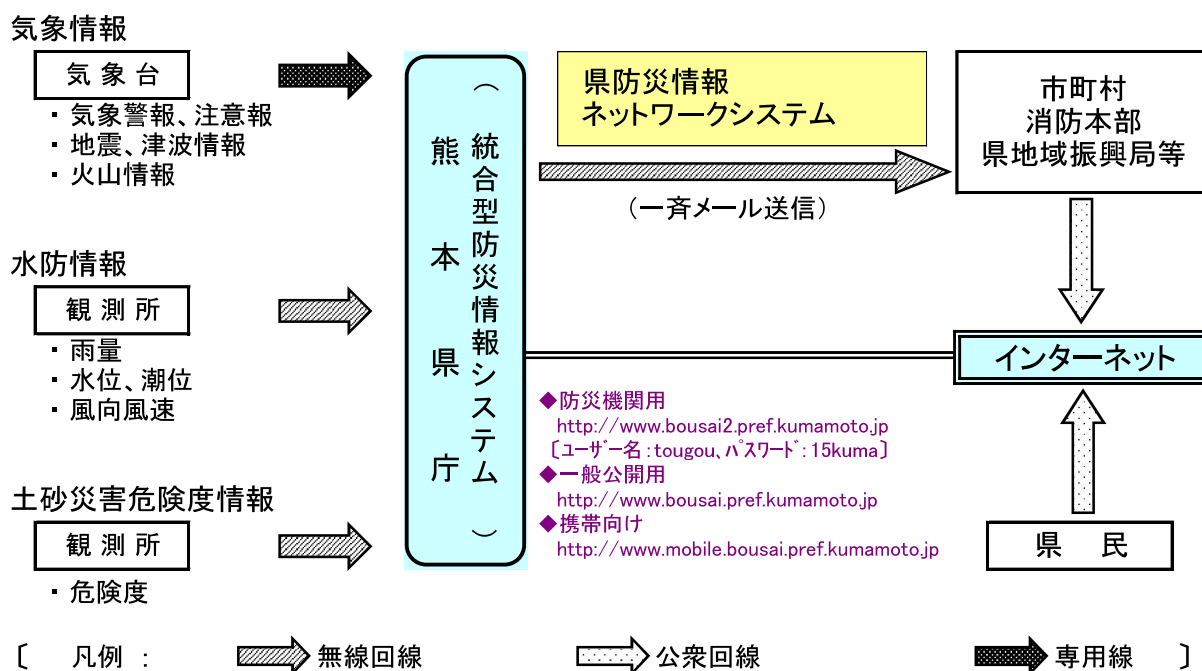 気象情報
気象台
・ 気象警報、注意報
・ 地震、津波情報
・ 火山情報
水防情報
観測所
・ 雨量
・ 水位、潮位
・ 風向風速
土砂災害危険度情報
観測所
・ 危険度
熊本県庁
（統合型防災情報システム）
県防災情報
ネットワークシステム
（一斉メール送信）
市町村
消防本部
県地域振興局等
インターネット
◆防災機関用
http://www.bousai2.pref.kumamoto.jp
〔ﾕｰｻﾞｰ名：tougou、ﾊﾟｽﾜｰﾄﾞ：15kuma〕
◆一般公開用
http://www.bousai.pref.kumamoto.jp
◆携帯向け
http://www.mobile.bousai.pref.kumamoto.jp
県民
〔 凡例 ： 無線回線 公衆回線 専用線 〕